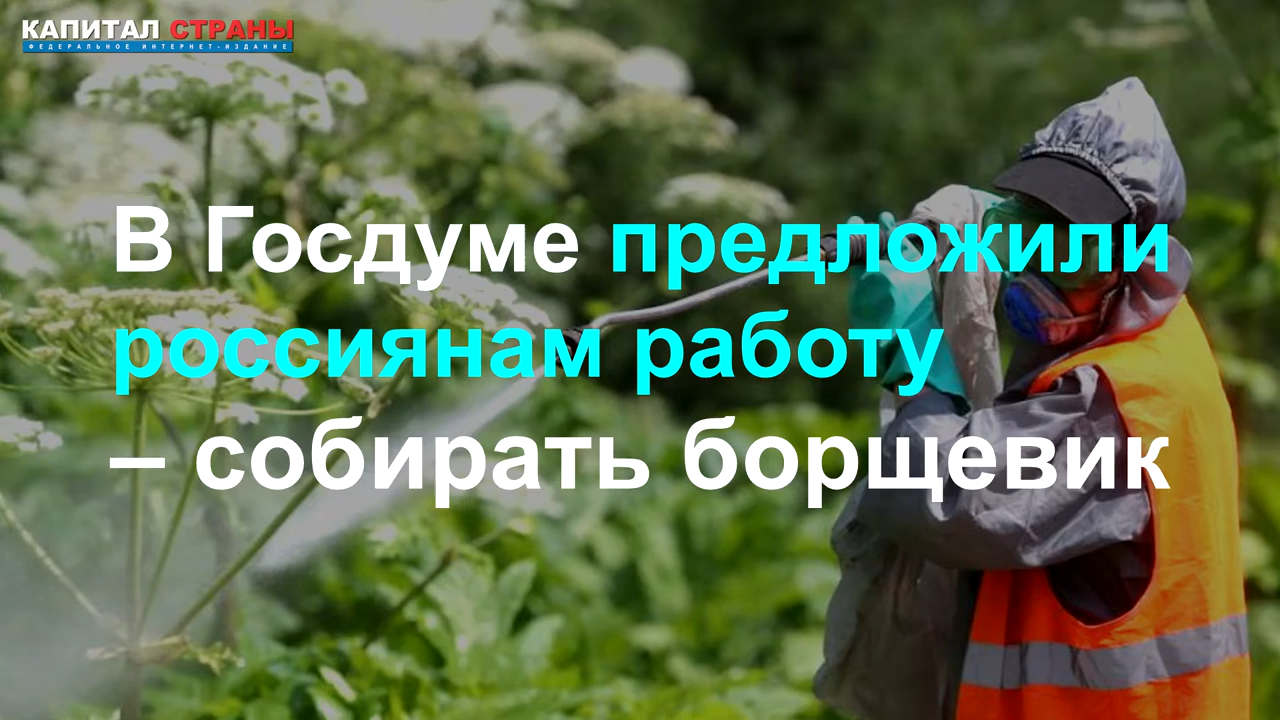 КАПИТАЛ СТРАНЫ
ФЕДЕРАЛЬНОЕ ИНТЕРНЕТ-ИЗДАНИЕ
В Госдуме предложили
россиянам работу
– собирать борщевик